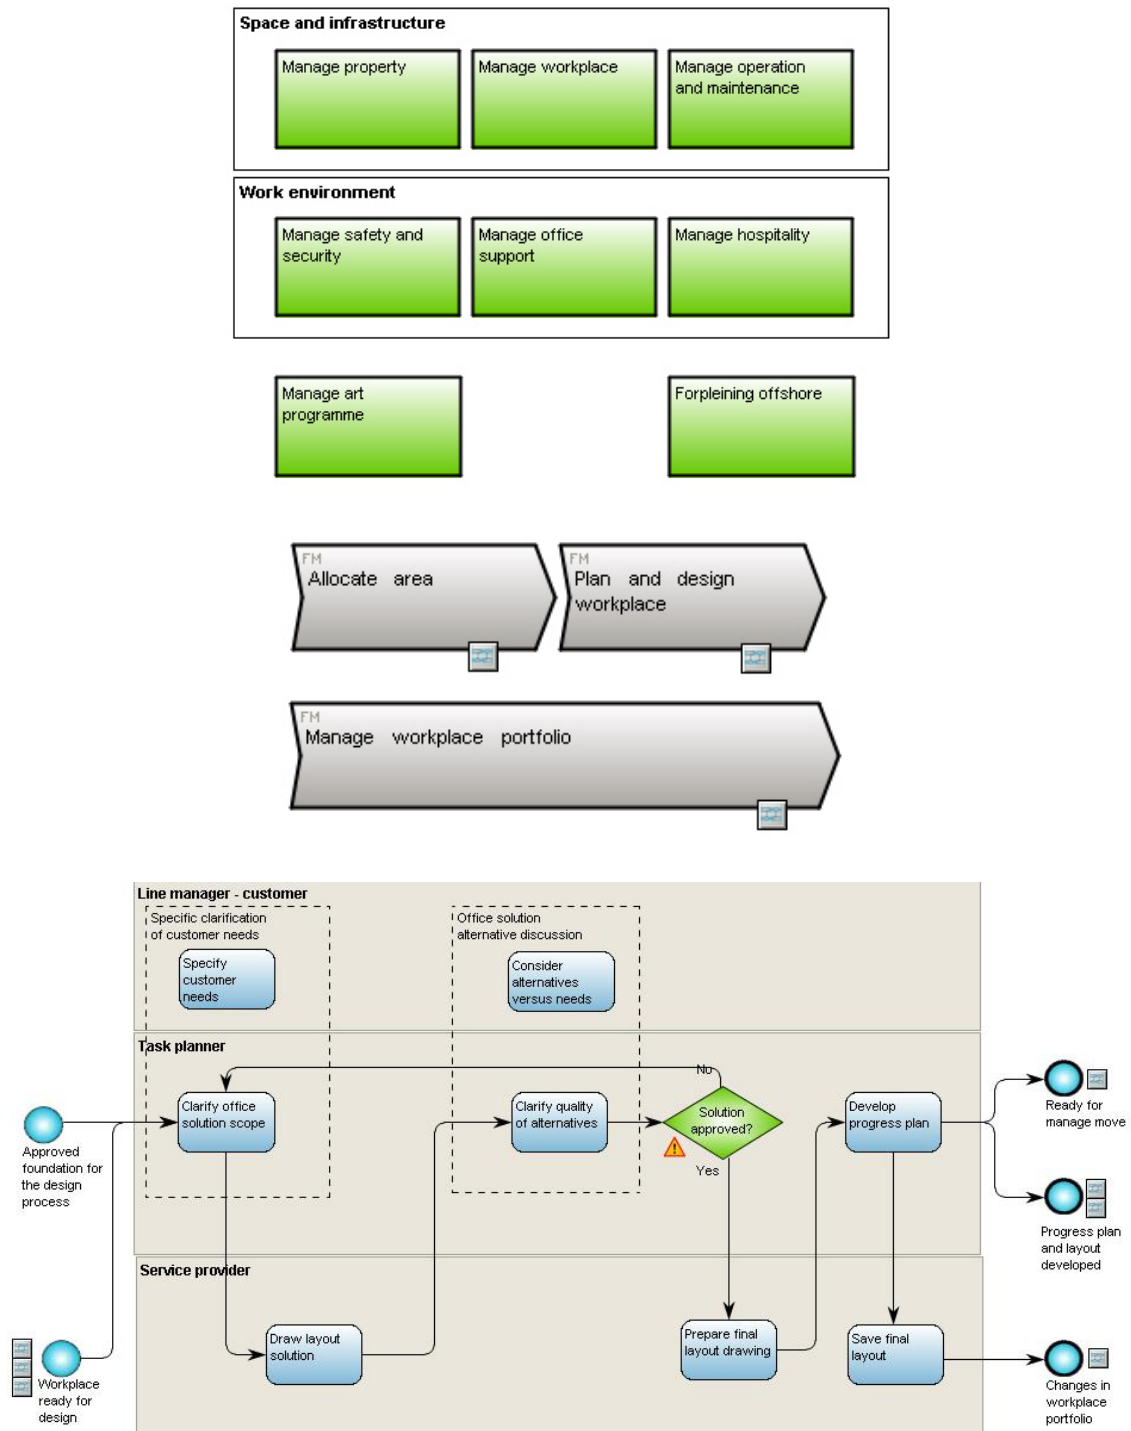 Space and infrastructure
Manage property
Manage workplace
Manage operation
and maintenance
Work environment
Manage safety and
security
Manage office
support
Manage hospitality
Manage art
programme
Forpleining offshore
FM
Allocate area
FM
Plan and design
workplace
FM
Manage workplace portfolio
Line manager - customer
Specific clarification
of customer needs
Specify
customer
needs
Office solution
alternative discussion
Consider
alternatives
versus needs
Task planner
Clarify office
solution scope
Clarify quality
of alternatives
No
Solution
approved?
Yes
Develop
progress plan
Approved
foundation for
the design
process
Ready for
manage move
Progress plan
and layout
developed
Service provider
Draw layout
solution
Prepare final
layout drawing
Save final
layout
Workplace
ready for
design
Changes in
workplace
portfolio